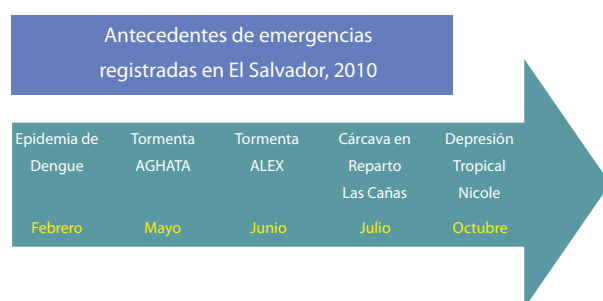 Antecedentes de emergencias
registradas en El Salvador, 2010
Epidemia de
Dengue
Febrero
Tormenta
AGHATA
Mayo
Tormenta
ALEX
Junio
Cárcava en
Reparto
Las Cañas
Julio
Depresión
Tropical
Nicole
Octubre